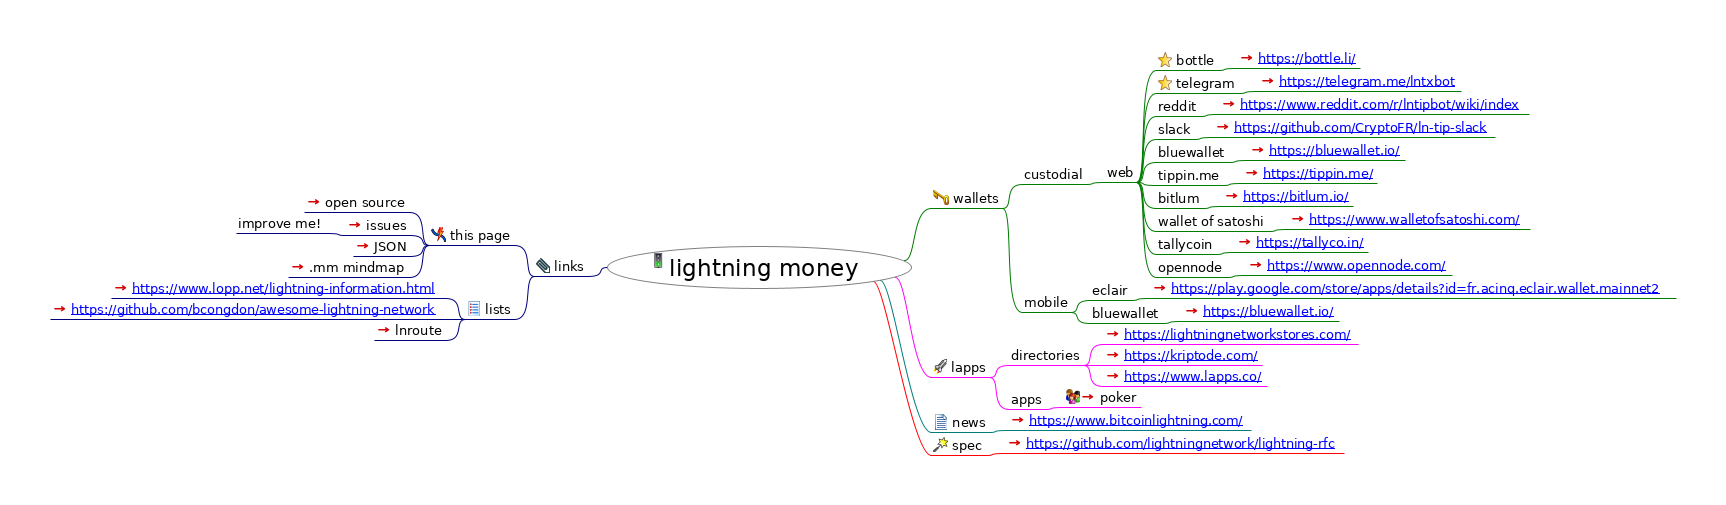 lightning money
wallets
custodial
web
bottle
https://bottle.li/
telegram
https://telegram.me/lntxbot
reddit
https://www.reddit.com/r/lntipbot/wiki/index
slack
https://github.com/CryptoFR/ln-tip-slack
bluewallet
https://bluewallet.io/
tippin.me
https://tippin.me/
bitlum
https://bitlum.io/
wallet of satoshi
https://www.walletofsatoshi.com/
tallycoin
https://tallyco.in/
opennode
https://www.opennode.com/
mobile
eclair
https://play.google.com/store/apps/details?id=fr.acinq.eclair.wallet.mainnet2
bluewallet
https://bluewallet.io/
lapps
directories
https://lightningnetworkstores.com/
https://kriptode.com/
https://www.lapps.co/
apps
poker
news
https://www.bitcoinlightning.com/
spec
https://github.com/lightningnetwork/lightning-rfc
links
this page
open source
issues
improve me!
JSON
.mm mindmap
lists
https://www.lopp.net/lightning-information.html
https://github.com/bcongdon/awesome-lightning-network
lnroute